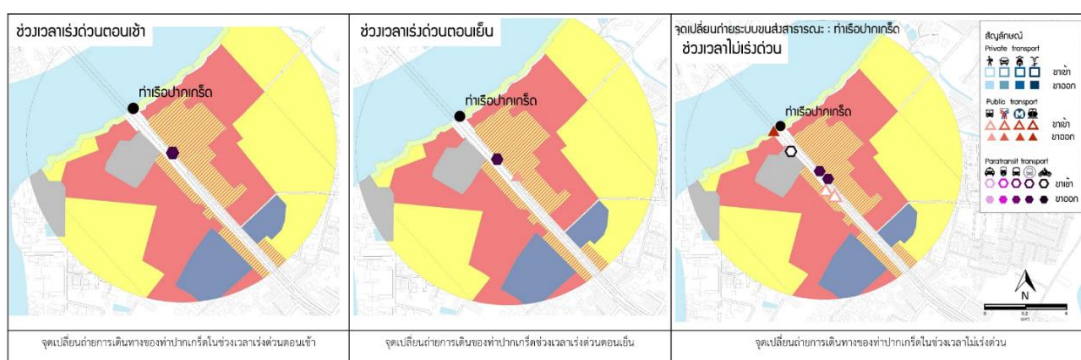 ช่วงเวลาเร่งด่วนตอนเช้า
ท่าเรือปากเกร็ด
จุดเปลี่ยนถ่ายการเดินทางของท่าปากเกร็ดในช่วงเวลาเร่งด่วนตอนเช้า
ช่วงเวลาเร่งด่วนตอนเย็น
ท่าเรือปากเกร็ด
จุดเปลี่ยนถ่ายการเดินของท่าปากเกร็ดช่วงเวลาเร่งด่วนตอนเย็น
จุดเปลี่ยนถ่ายระบบขนส่งสาธารณะ : ท่าเรือปากเกร็ด
ช่วงเวลาไม่เร่งด่วน
ท่าเรือปากเกร็ด
สัญลักษณ์
Private transport
ขาเข้า
ขาออก
Public transport
ขาเข้า
ขาออก
Paratransit transport
ขาเข้า
ขาออก
N
จุดเปลี่ยนถ่ายการเดินทางของท่าปากเกร็ดในช่วงเวลาไม่เร่งด่วน